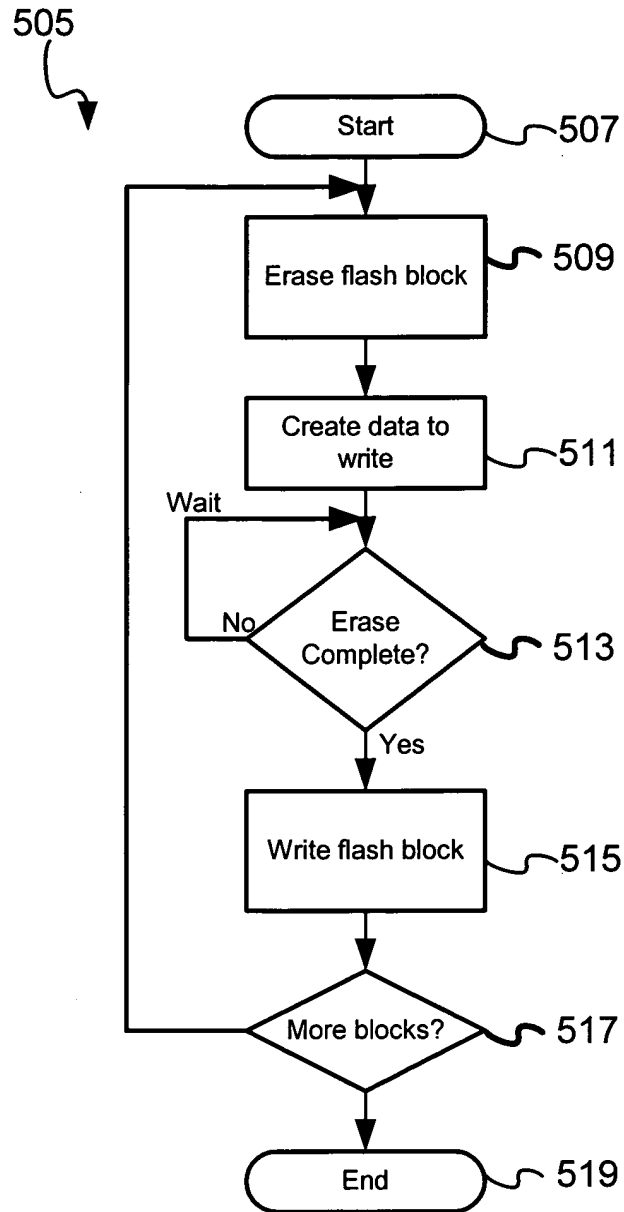 505
Start
507
Erase flash block
509
Create data to
write
511
Wait
No
Erase
Complete?
513
Yes
Write flash block
515
More blocks?
517
End
519